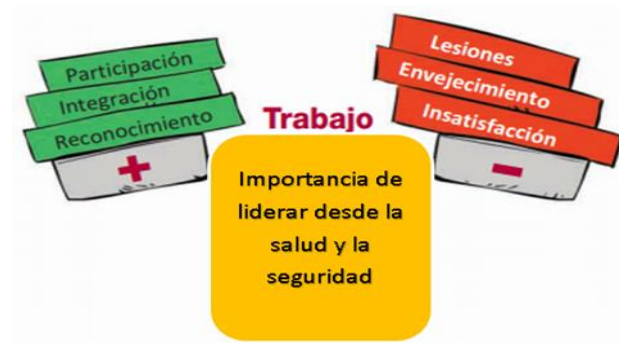 Participación
Integración
Reconocimiento
+
Trabajo
Lesiones
Envejecimiento
Insatisfacción
-
Importancia de
liderar desde la
salud y la
seguridad